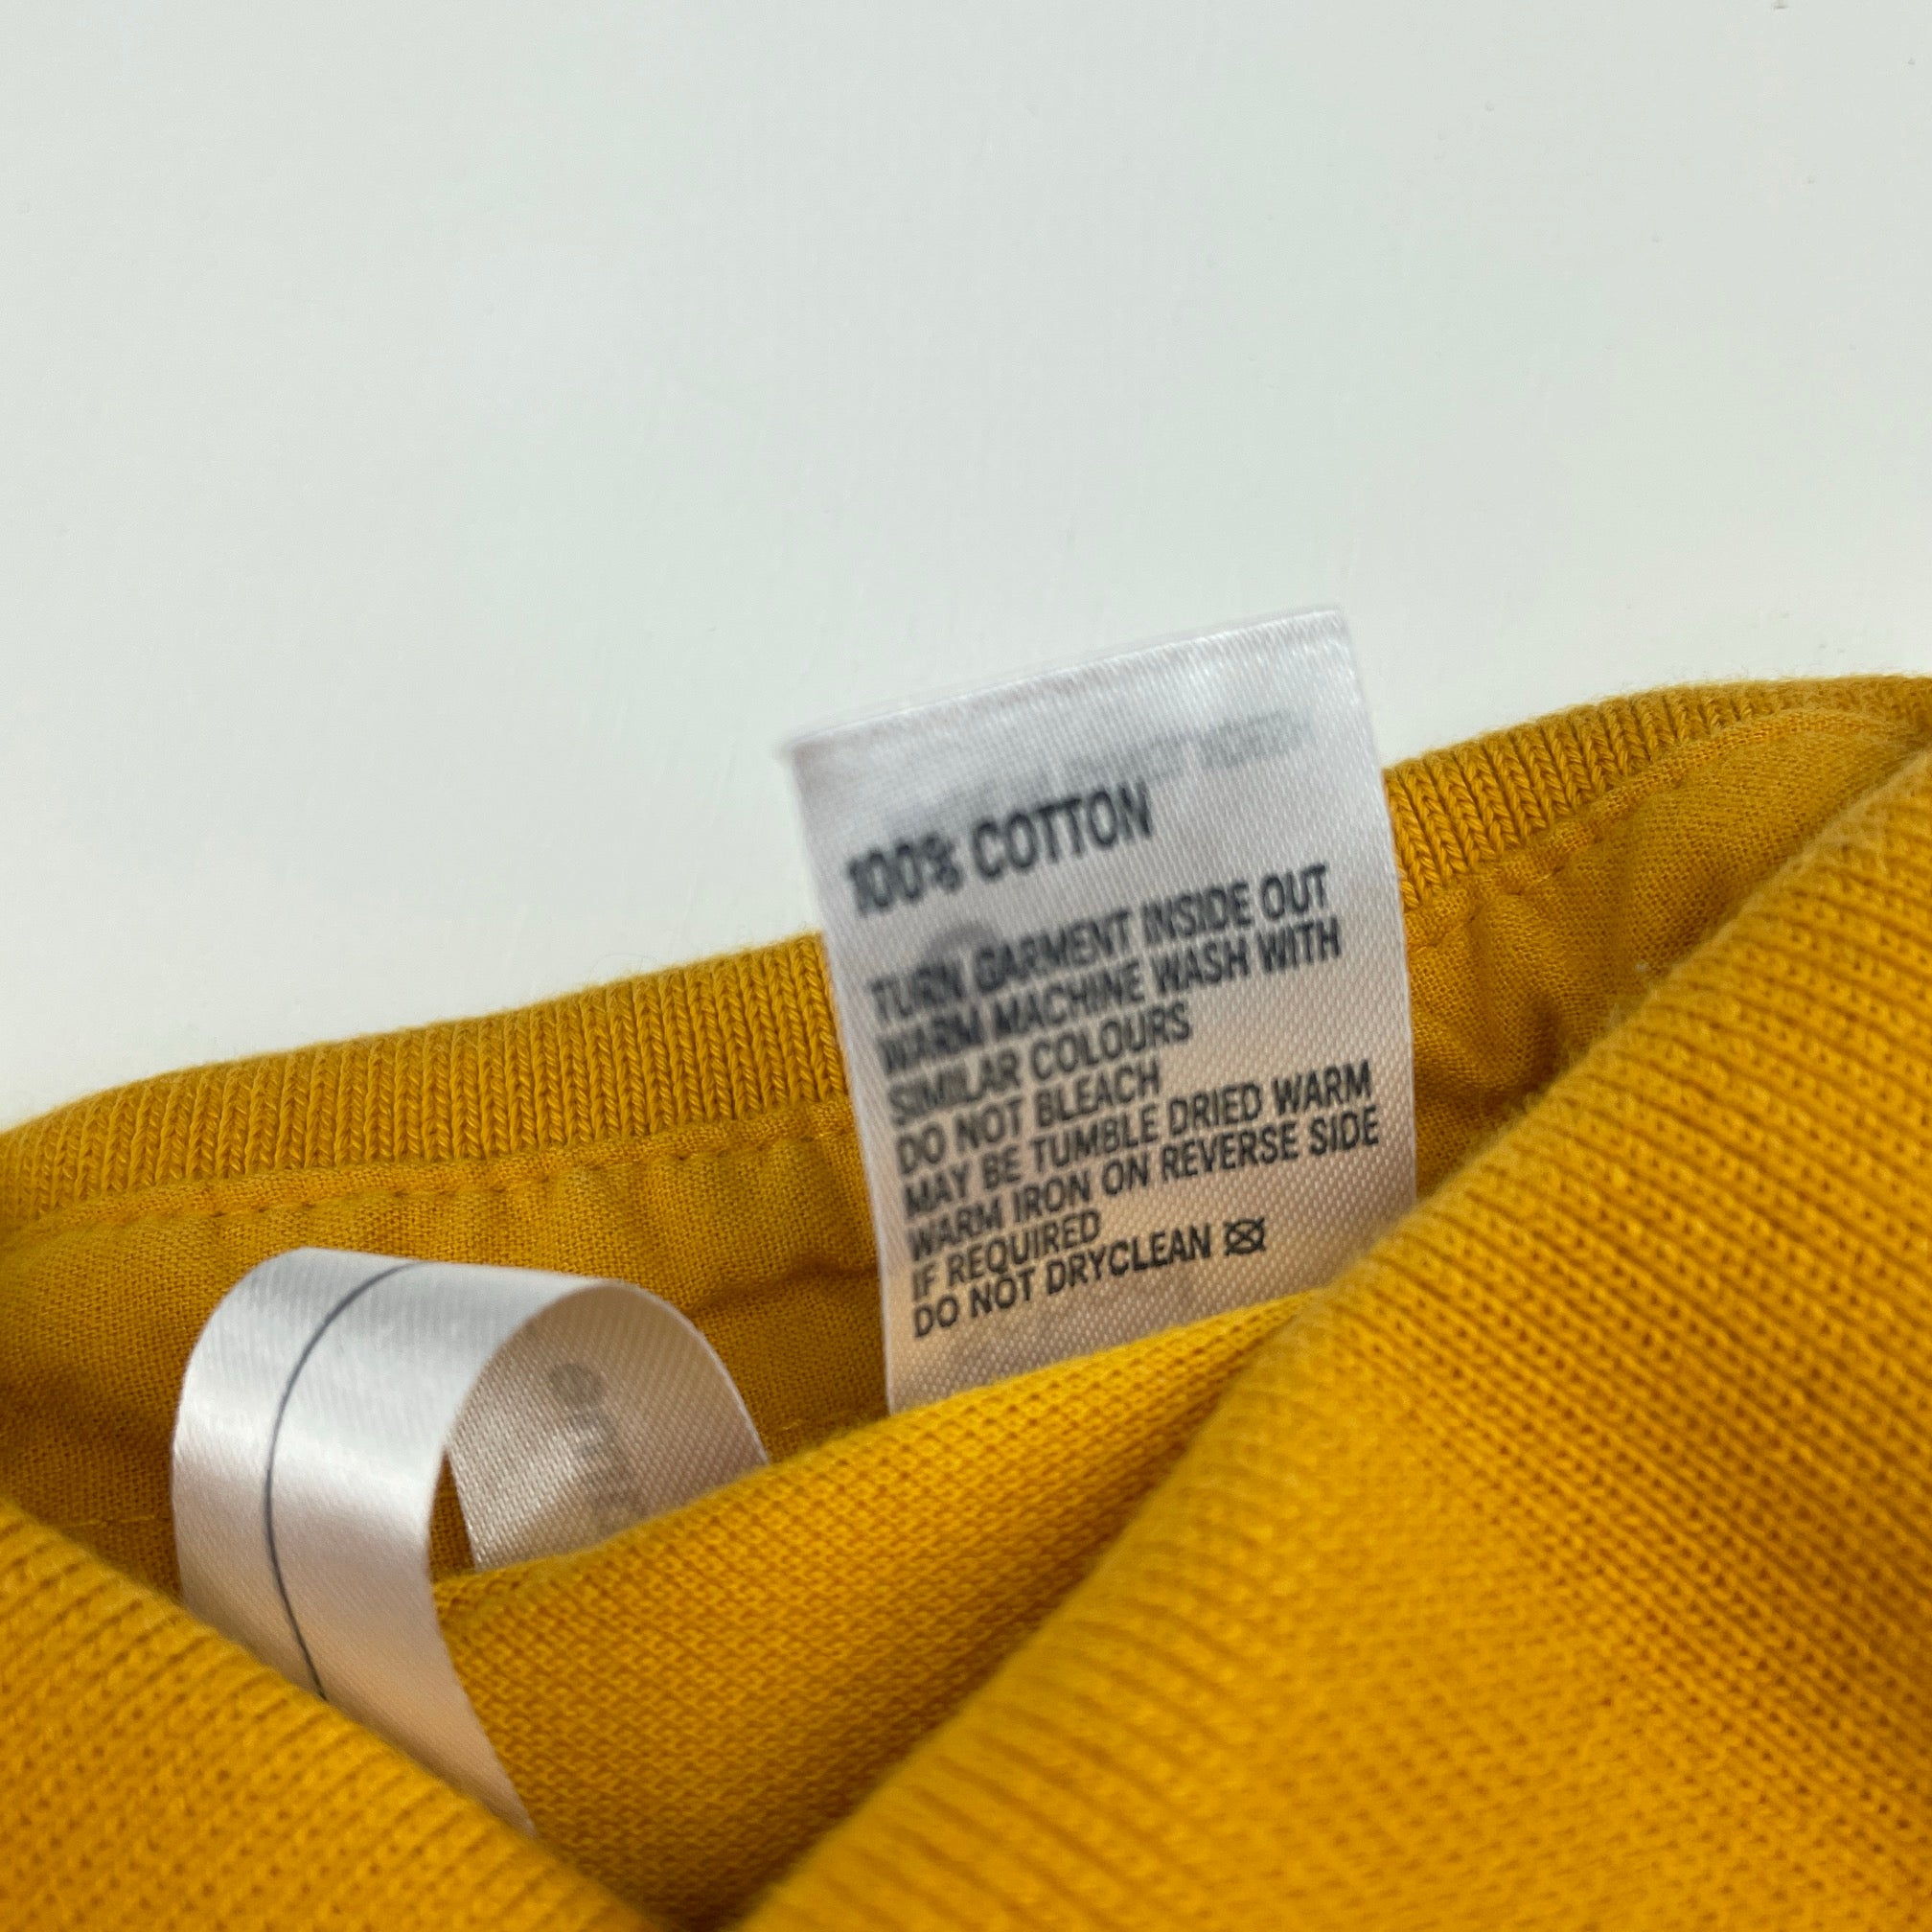 100% COTTON
TURN GARMENT INSIDE OUT
WARM MACHINE WASH WITH
SIMILAR COLOURS
DO NOT BLEACH
MAY BE TUMBLE DRIED WARM
WARM IRON ON REVERSE SIDE
IF REQUIRED
DO NOT DRYCLEAN